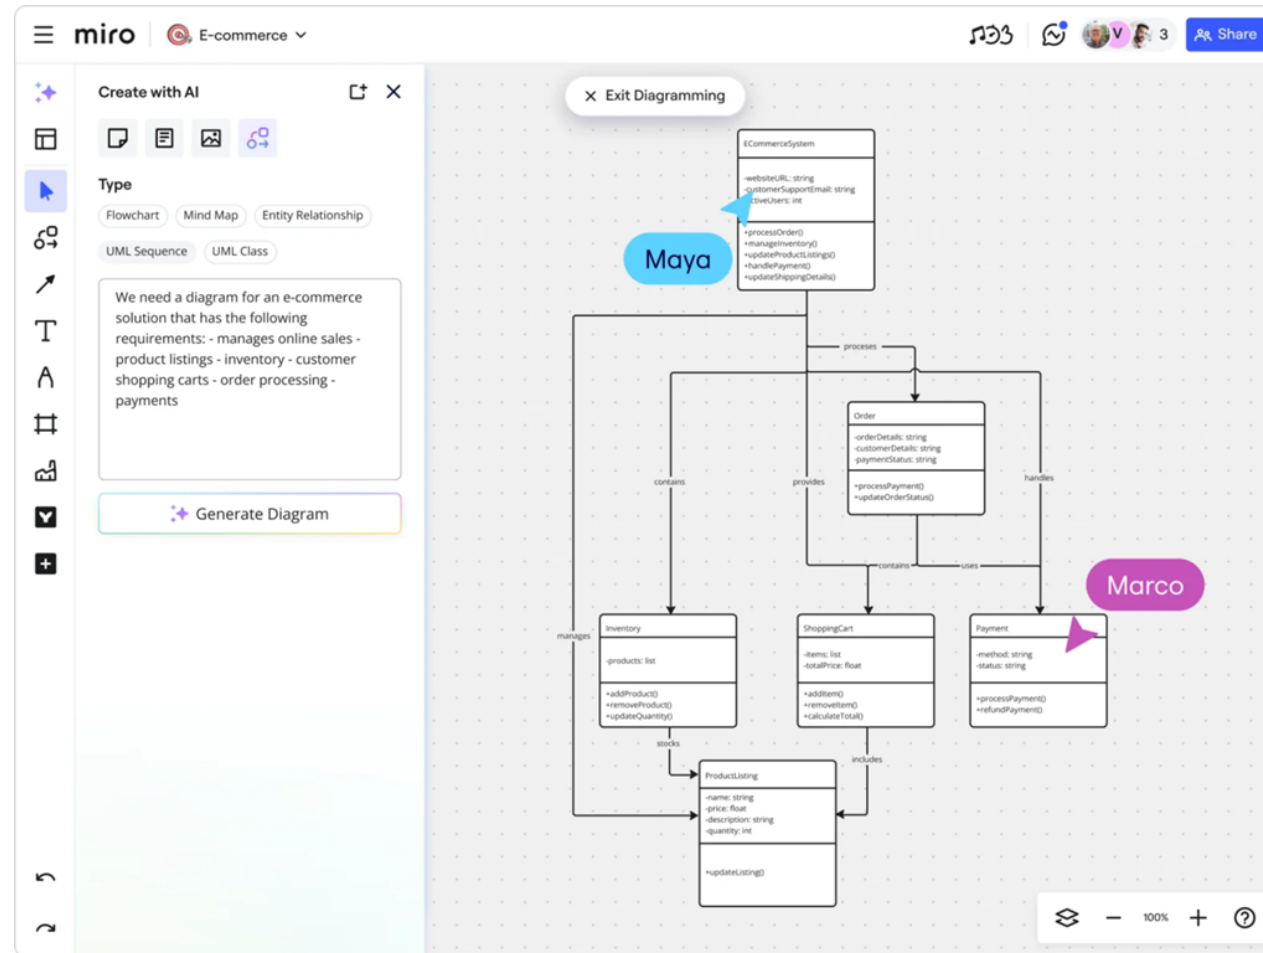 miro
E-commerce
V
3
Share
Create with AI
Type
Flowchart
Mind Map
Entity Relationship
UML Sequence
UML Class
We need a diagram for an e-commerce
solution that has the following
requirements: - manages online sales -
product listings - inventory - customer
shopping carts - order processing -
payments
Generate Diagram
Exit Diagramming
ECommerceSystem
-websiteURL: string
-customerSupportEmail: string
ctiveUsers: int
+processOrder()
+manageInventory()
+updateProductListings()
+handlePayment()
+updateShippingDetails()
Maya
proceses
Order
-orderDetails: string
-customerDetails: string
-paymentStatus: string
+processPayment()
+updateOrderStatus()
contains
provides
handles
contains
uses
Marco
manages
Inventory
-products: list
+addProduct()
+removeProduct()
+updateQuantity()
ShoppingCart
-items: list
-totalPrice: float
+addItem()
+removeItem()
+calculateTotal()
Payment
-method: string
-status: string
+processPayment()
+refundPayment()
stocks
includes
ProductListing
-name: string
-price: float
-description: string
-quantity: int
+updateListing()
100%